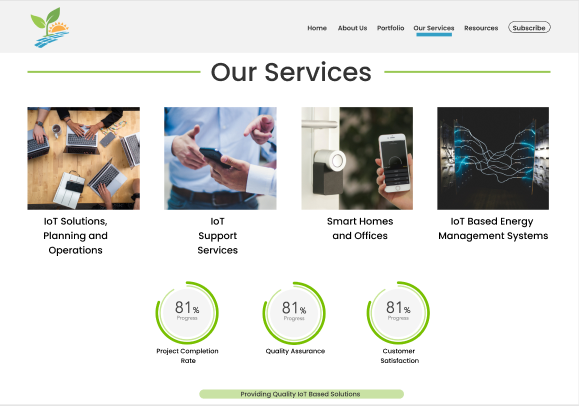 Home About Us Portfolio Our Services Resources Subscribe
Our Services
IoT Solutions,
Planning and
Operations
IoT
Support
Services
Smart Homes
and Offices
IoT Based Energy
Management Systems
81%
Progress
Project Completion
Rate
81%
Progress
Quality Assurance
81%
Progress
Customer
Satisfaction
Providing Quality IoT Based Solutions